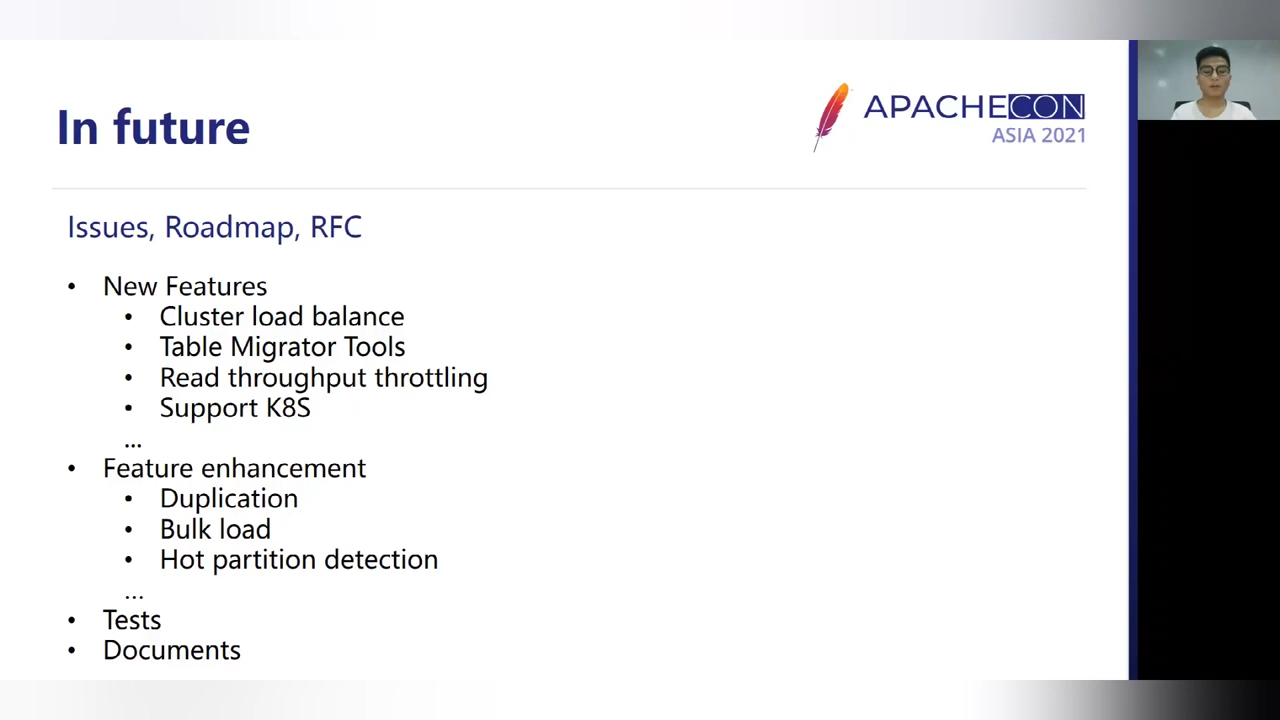 In future
APACHECON
ASIA 2021
Issues, Roadmap, RFC
• New Features
• Cluster load balance
• Table Migrator Tools
• Read throughput throttling
• Support K8S
...
• Feature enhancement
• Duplication
• Bulk load
• Hot partition detection
...
• Tests
• Documents